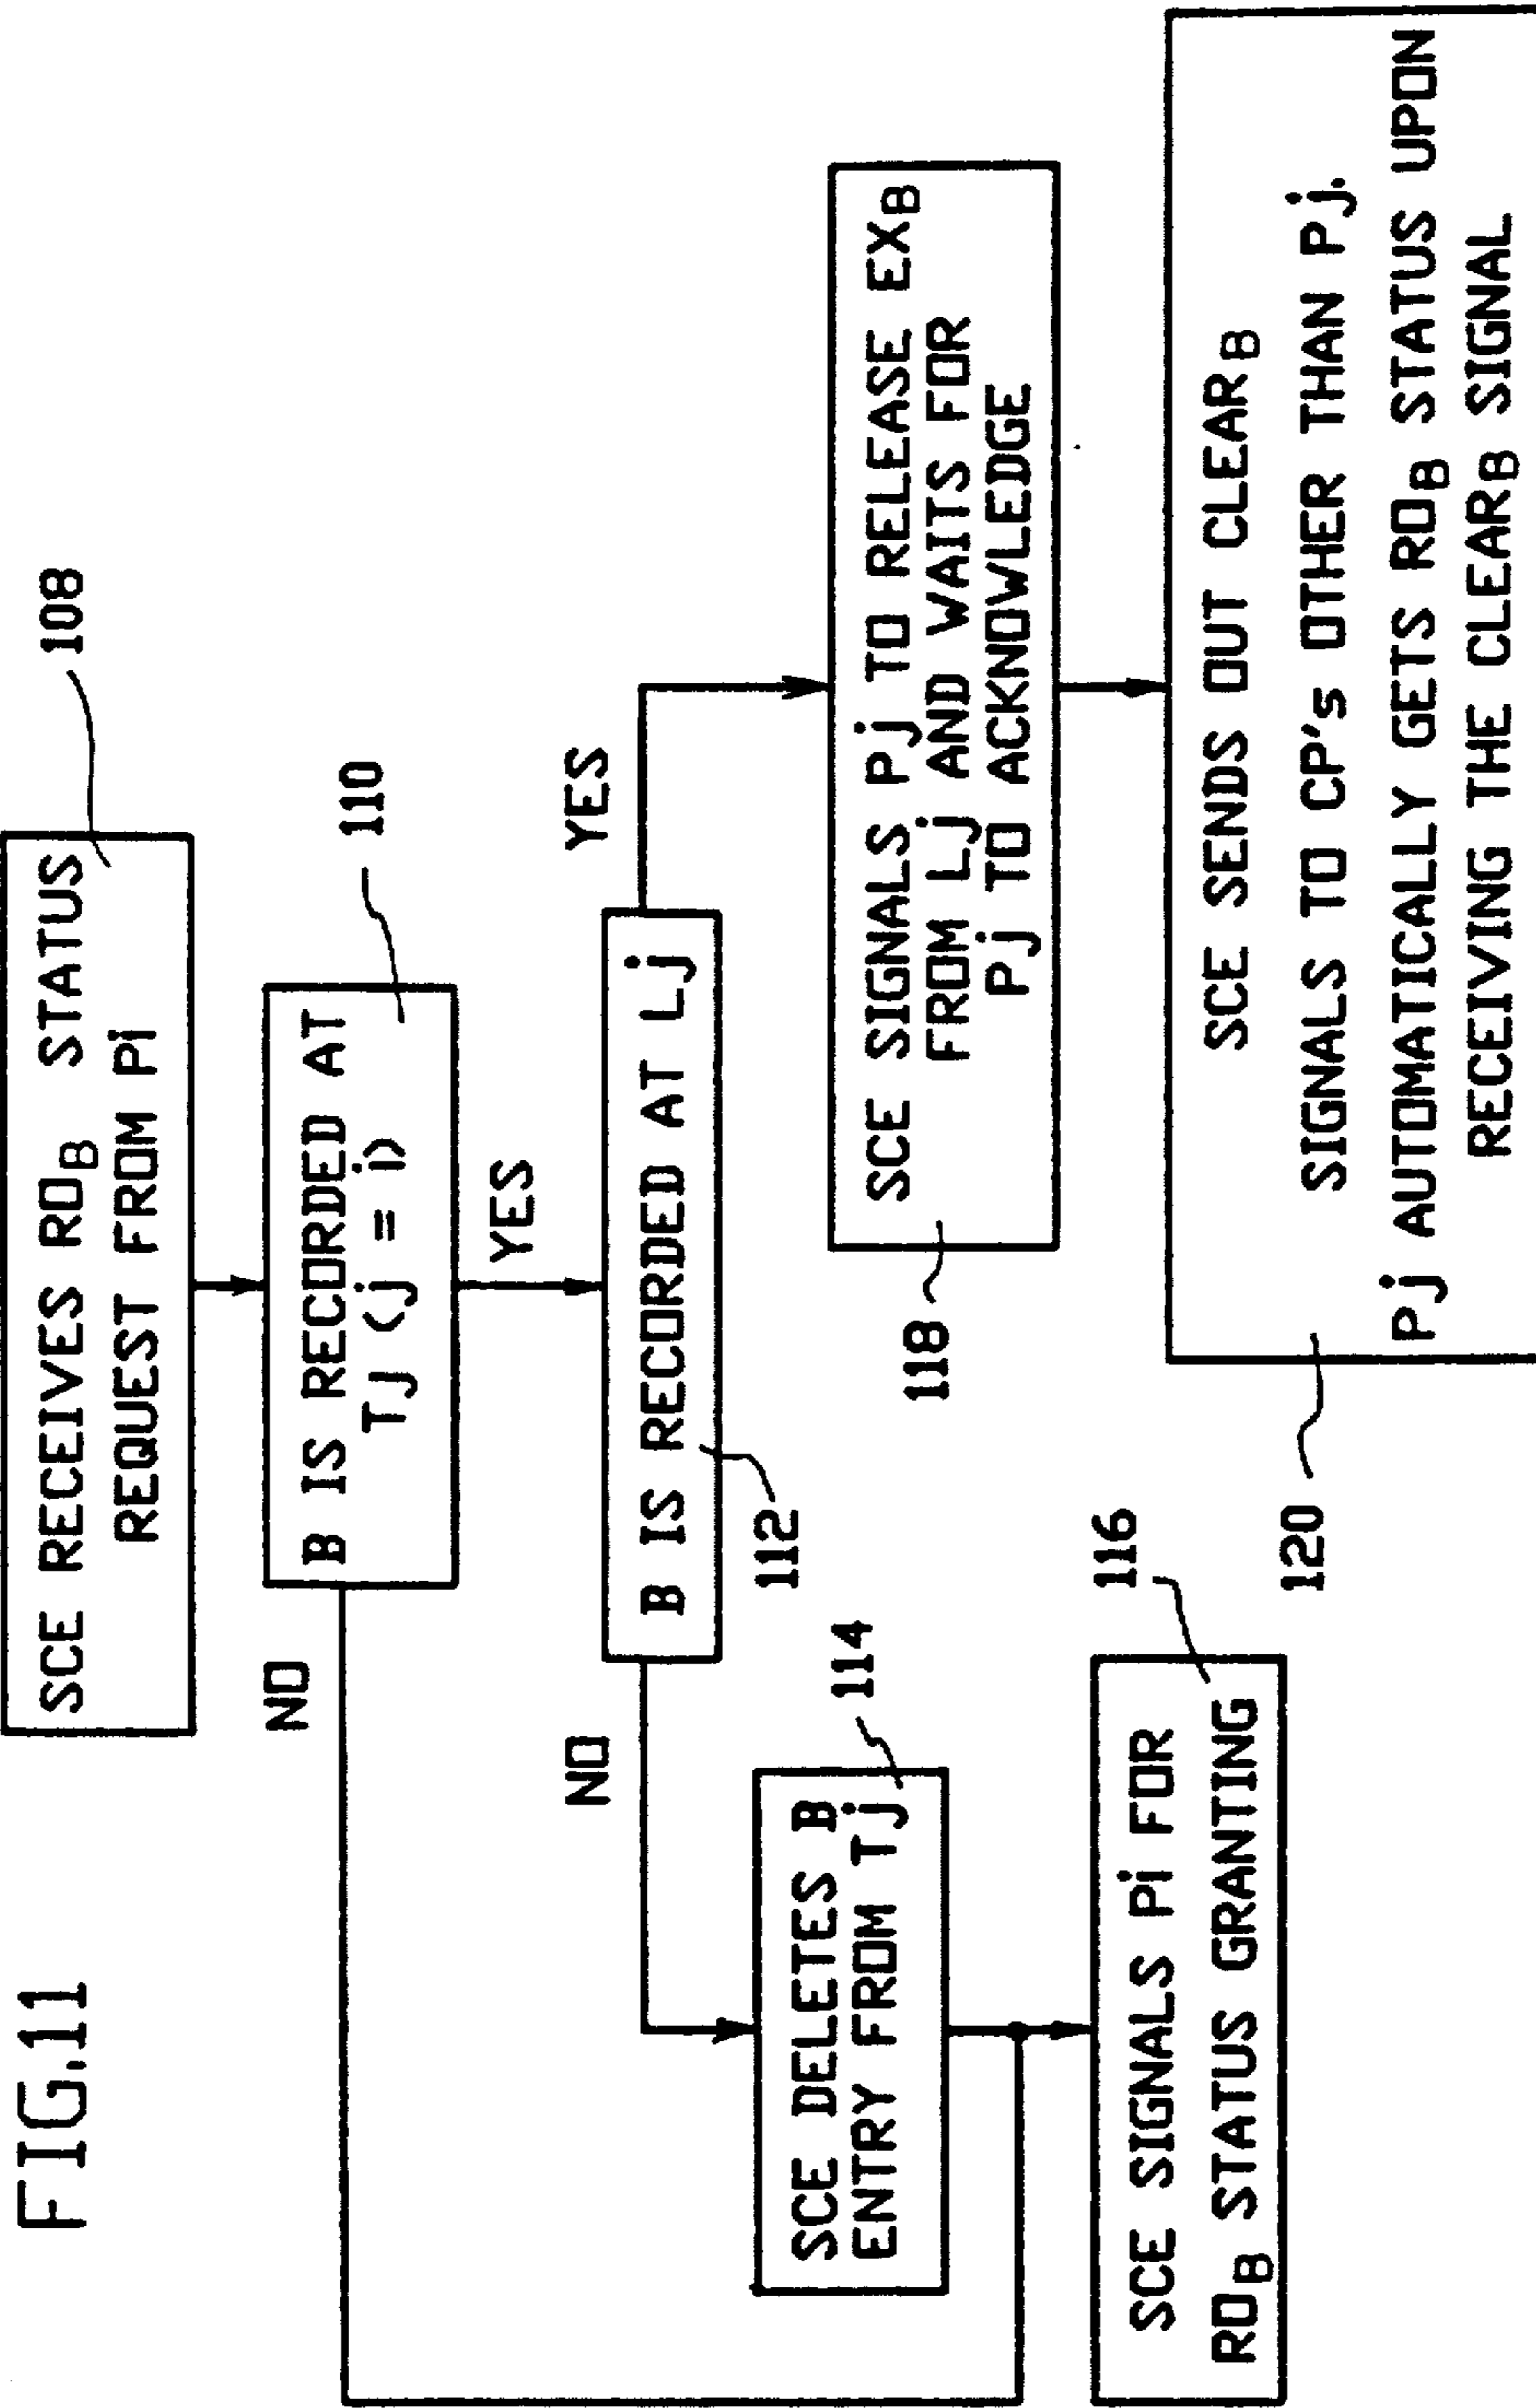 FIG.11
SCE RECEIVES RO_B STATUS
REQUEST FROM Pi
108
B IS RECORDED AT
Tj (j = i)
110
NO
YES
B IS RECORDED AT Lj
112
NO
YES
SCE DELETES B
ENTRY FROM Tj
114
SCE SIGNALS Pi FOR
RO_B STATUS GRANTING
116
SCE SIGNALS Pj TO RELEASE EX_B
FROM Lj AND WAITS FOR
Pj TO ACKNOWLEDGE
118
SCE SENDS OUT CLEAR_B
SIGNALS TO CP's OTHER THAN Pj.
Pj AUTOMATICALLY GETS RO_B STATUS UPON
RECEIVING THE CLEAR_B SIGNAL
120